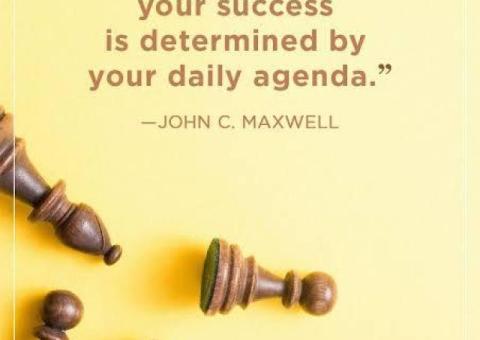 your success
is determined by
your daily agenda.”
—JOHN C. MAXWELL